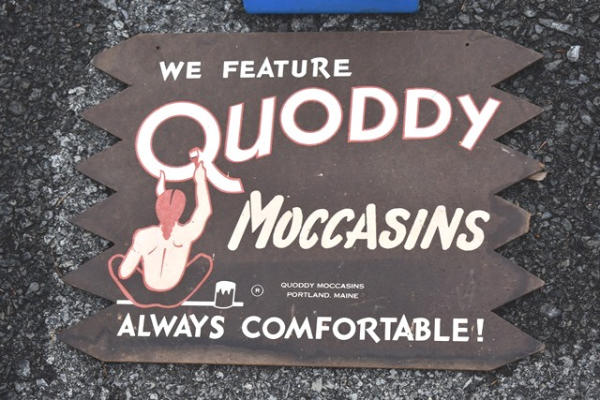 WE FEATURE
QUODDY
MOCCASINS
® QUODDY MOCCASINS
PORTLAND, MAINE
ALWAYS COMFORTABLE!